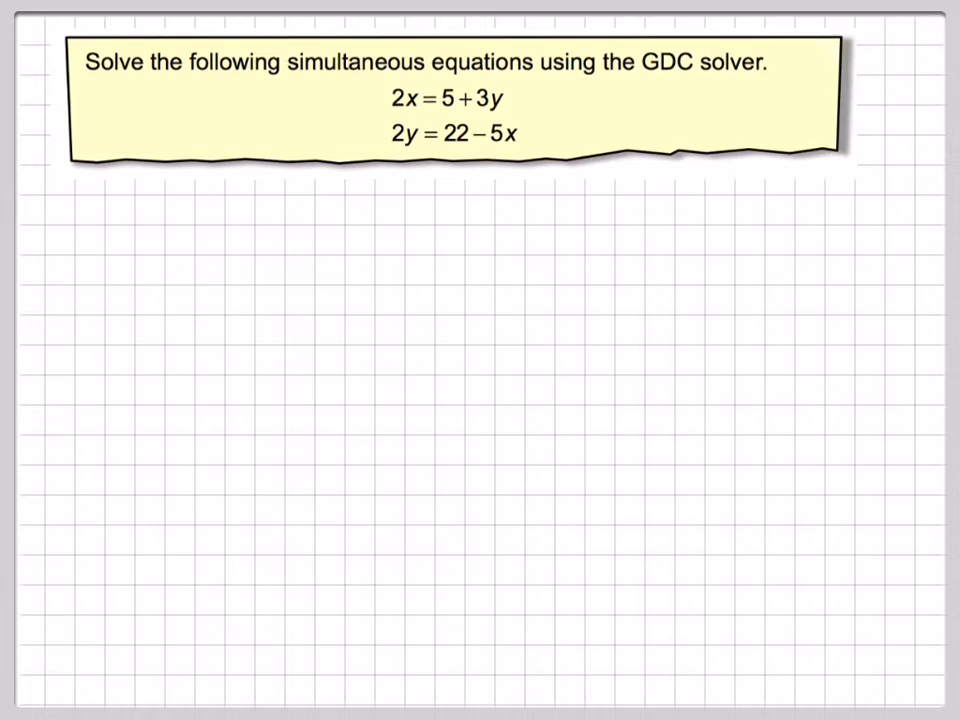 Solve the following simultaneous equations using the GDC solver.
2x = 5 + 3y
2y = 22 – 5x